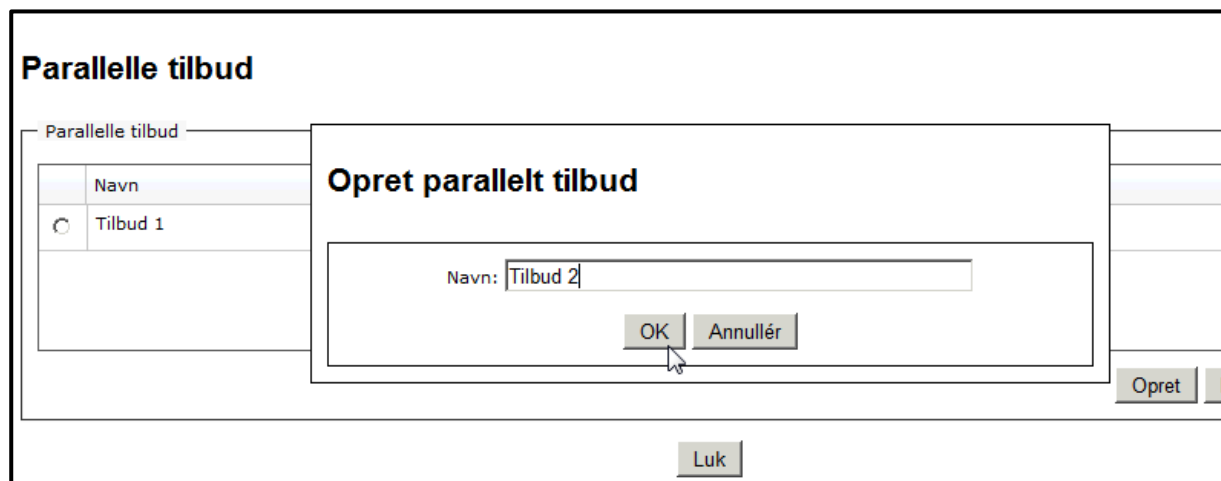 Parallelle tilbud
Parallelle tilbud
Navn
Tilbud 1
Opret parallelt tilbud
Navn: Tilbud 2
OK Annullér
Opret
Luk